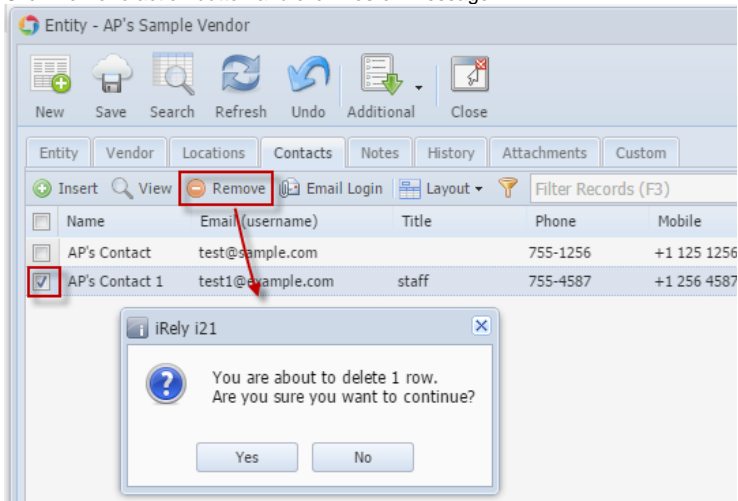 Entity - AP's Sample Vendor
New Save Search Refresh Undo Additional Close
Entity Vendor Locations Contacts Notes History Attachments Custom
Insert View Remove Email Login Layout Filter Records (F3)
Name Email (username) Title Phone Mobile
AP's Contact test@sample.com 755-1256 +1 125 1256
AP's Contact 1 test1@example.com staff 755-4587 +1 256 4587
iRely i21
You are about to delete 1 row.
Are you sure you want to continue?
Yes No